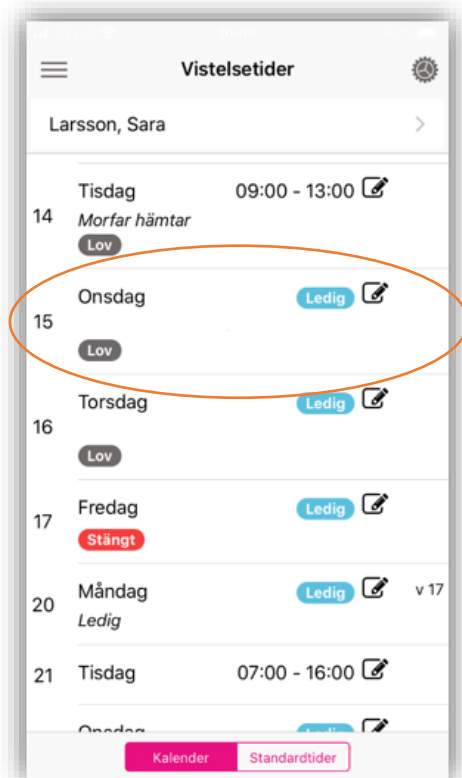 Vistelsetider
Larsson, Sara
Tisdag 09:00 - 13:00
14 Morfar hämtar
Lov
Onsdag Ledig
15
Lov
Torsdag Ledig
16
Lov
Fredag Ledig
17
Stängt
Måndag Ledig v 17
20
Ledig
21 Tisdag 07:00 - 16:00
Kalender Standardtider